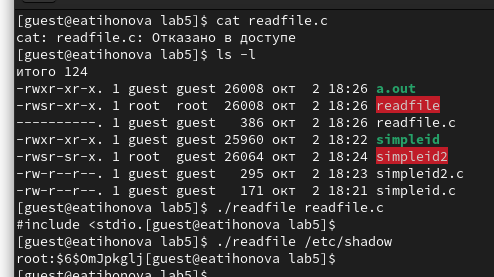 [guest@eatihonova lab5]$ cat readfile.c
cat: readfile.c: Отказано в доступе
[guest@eatihonova lab5]$ ls -l
итого 124
-rwxr-xr-x. 1 guest guest 26008 окт  2 18:26 a.out
-rwsr-xr-x. 1 root  root  26008 окт  2 18:26 readfile
----------. 1 guest guest   386 окт  2 18:26 readfile.c
-rwxr-xr-x. 1 guest guest 25960 окт  2 18:22 simpleid
-rwsr-sr-x. 1 root  guest 26064 окт  2 18:24 simpleid2
-rw-r--r--. 1 guest guest   295 окт  2 18:23 simpleid2.c
-rw-r--r--. 1 guest guest   171 окт  2 18:21 simpleid.c
[guest@eatihonova lab5]$ ./readfile readfile.c
#include <stdio.[guest@eatihonova lab5]$
[guest@eatihonova lab5]$ ./readfile /etc/shadow
root:$6$OmJpkglj[guest@eatihonova lab5]$
[guest@eatihonova lab5]$